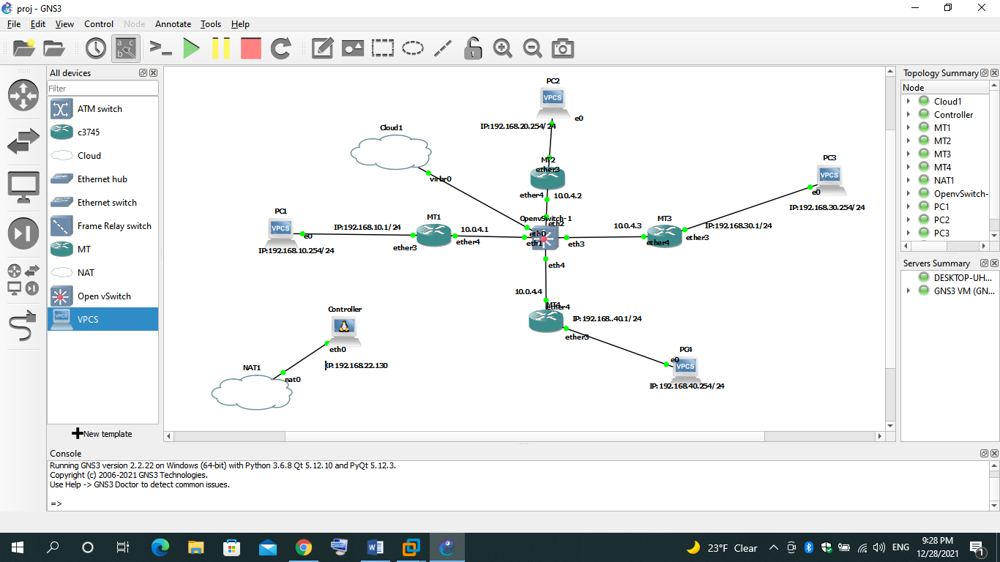 proj - GNS3
File Edit View Control Node Annotate Tools Help
All devices
Filter
ATM switch
c3745
Cloud
Ethernet hub
Ethernet switch
Frame Relay switch
MT
NAT
Open vSwitch
VPCS
New template
PC2
VPCS
e0
IP:192.168.20.254/24
Cloud1
virbr0
MT2
ether3
ether4
10.0.4.2
PC3
VPCS
e0
IP:192.168.30.254/24
PC1
VPCS
e0
IP:192.168.10.1/24
IP:192.168.10.254/24
MT1
10.0.4.1
ether3
ether4
OpenvSwitch-1
eth2
eth0
eth1
eth3
eth4
10.0.4.3
MT3
IP:192.168.30.1/24
ether4
ether3
10.0.4.4
MT4
ether4
IP:192.168..40.1/24
ether3
PC4
e0
VPCS
IP:192.168.40.254/24
Controller
eth0
IP:192.168.22.130
NAT1
nat0
Topology Summary
Node
Cloud1
Controller
MT1
MT2
MT3
MT4
NAT1
OpenvSwitch-
PC1
PC2
PC3
Servers Summary
DESKTOP-UH...
GNS3 VM (GN...
Console
Running GNS3 version 2.2.22 on Windows (64-bit) with Python 3.6.8 Qt 5.12.10 and PyQt 5.12.3.
Copyright (c) 2006-2021 GNS3 Technologies.
Use Help -> GNS3 Doctor to detect common issues.
=>
23°F Clear
ENG
9:28 PM
12/28/2021
1